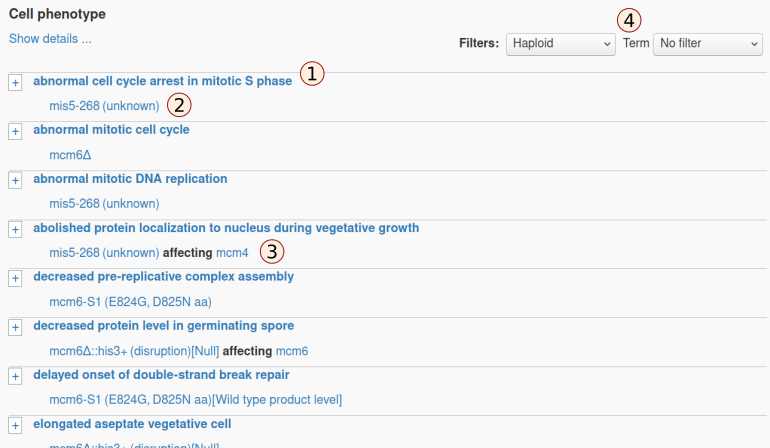 Cell phenotype
Show details ...
4
Filters: Haploid Term No filter
+ abnormal cell cycle arrest in mitotic S phase 1
mis5-268 (unknown) 2
+ abnormal mitotic cell cycle
mcm6Δ
+ abnormal mitotic DNA replication
mis5-268 (unknown)
+ abolished protein localization to nucleus during vegetative growth
mis5-268 (unknown) affecting mcm4 3
+ decreased pre-replicative complex assembly
mcm6-S1 (E824G, D825N aa)
+ decreased protein level in germinating spore
mcm6Δ::his3+ (disruption)[Null] affecting mcm6
+ delayed onset of double-strand break repair
mcm6-S1 (E824G, D825N aa)[Wild type product level]
+ elongated aseptate vegetative cell
mcm6Δ::his3+ (disruption)[Null]